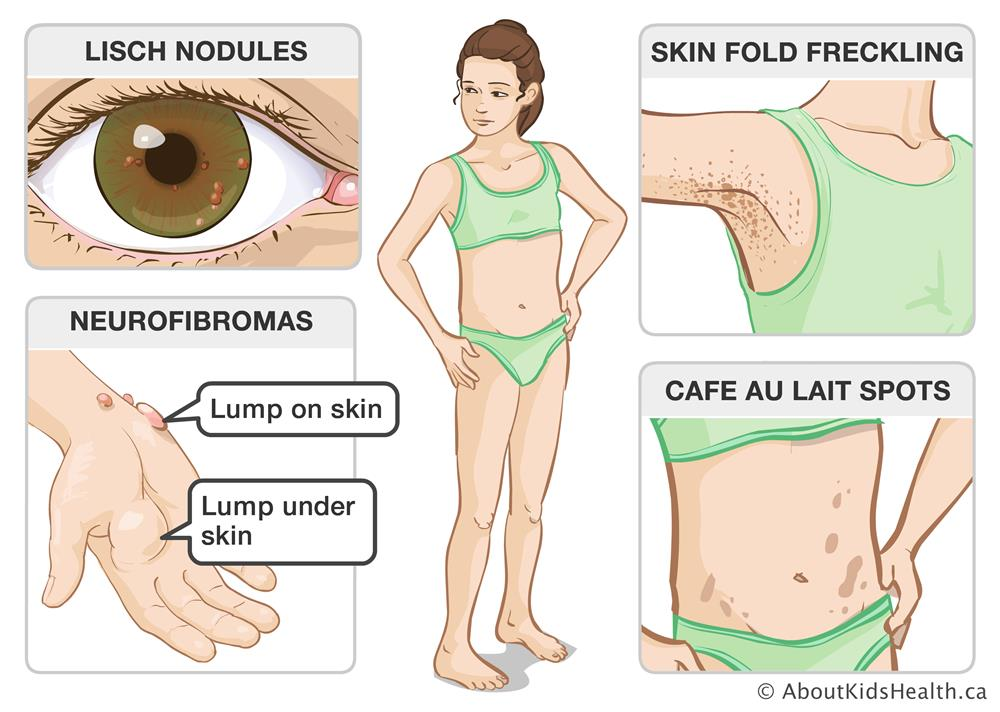 LISCH NODULES
SKIN FOLD FRECKLING
NEUROFIBROMAS
Lump on skin
Lump under
skin
CAFE AU LAIT SPOTS
© AboutKidsHealth.ca